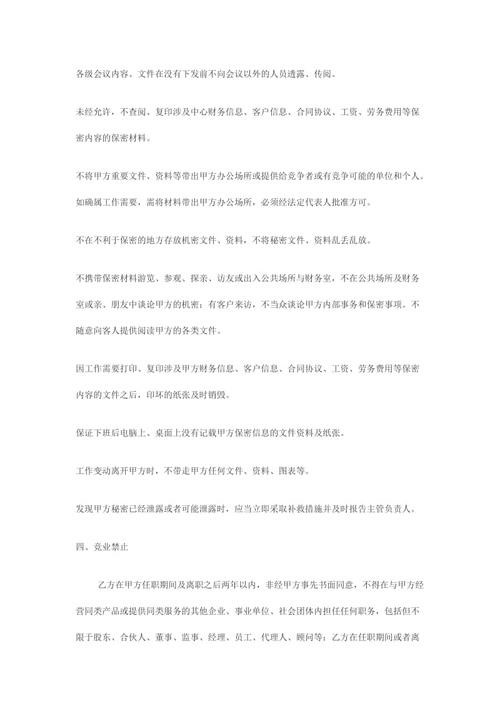 各级会议内容、文件在没有下发前不向会议以外的人员透露、传阅。
未经允许，不查阅、复印涉及中心财务信息、客户信息、合同协议、工资、劳务费用等保
密内容的保密材料。
不将甲方重要文件、资料等带出甲方办公场所或提供给竞争者或有竞争可能的单位和个人。
如确属工作需要，需将材料带出甲方办公场所，必须经法定代表人批准方可。
不在不利于保密的地方存放机密文件、资料，不将秘密文件、资料乱丢乱放。
不携带保密材料游览、参观、探亲、访友或出入公共场所与财务室，不在公共场所及财务
室或亲、朋友中谈论甲方的机密；有客户来访，不当众谈论甲方内部事务和保密事项。不
随意向客人提供阅读甲方的各类文件。
因工作需要打印、复印涉及甲方财务信息、客户信息、合同协议、工资、劳务费用等保密
内容的文件之后，印坏的纸张及时销毁。
保证下班后电脑上、桌面上没有记载甲方保密信息的文件资料及纸张。
工作变动离开甲方时，不带走甲方任何文件、资料、图表等。
发现甲方秘密已经泄露或者可能泄露时，应当立即采取补救措施并及时报告主管负责人。
四、竞业禁止
乙方在甲方任职期间及离职之后两年以内，非经甲方事先书面同意，不得在与甲方经
营同类产品或提供同类服务的其他企业、事业单位、社会团体内担任任何职务，包括但不
限于股东、合伙人、董事、监事、经理、员工、代理人、顾问等；乙方在任职期间或者离